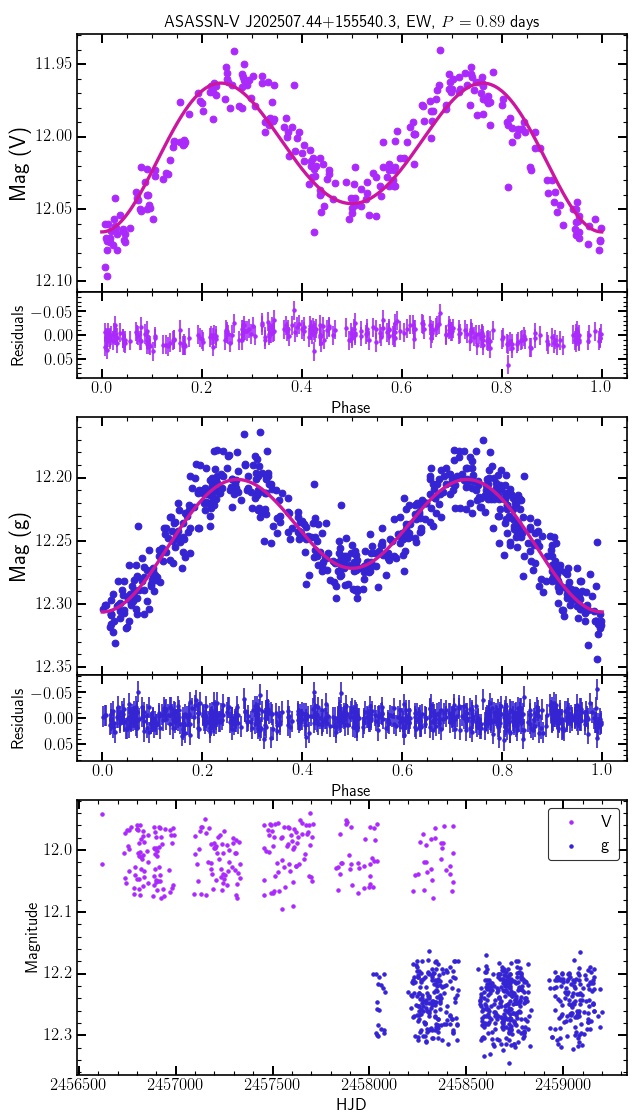 ASASSN-V J202507.44+155540.3, EW, P = 0.89 days
Mag (V)
11.95
12.00
12.05
12.10
Residuals
−0.05
0.00
0.05
0.0 0.2 0.4 0.6 0.8 1.0
Phase
Mag (g)
12.20
12.25
12.30
12.35
Residuals
−0.05
0.00
0.05
0.0 0.2 0.4 0.6 0.8 1.0
Phase
V
g
Magnitude
12.0
12.1
12.2
12.3
2456500 2457000 2457500 2458000 2458500 2459000
HJD